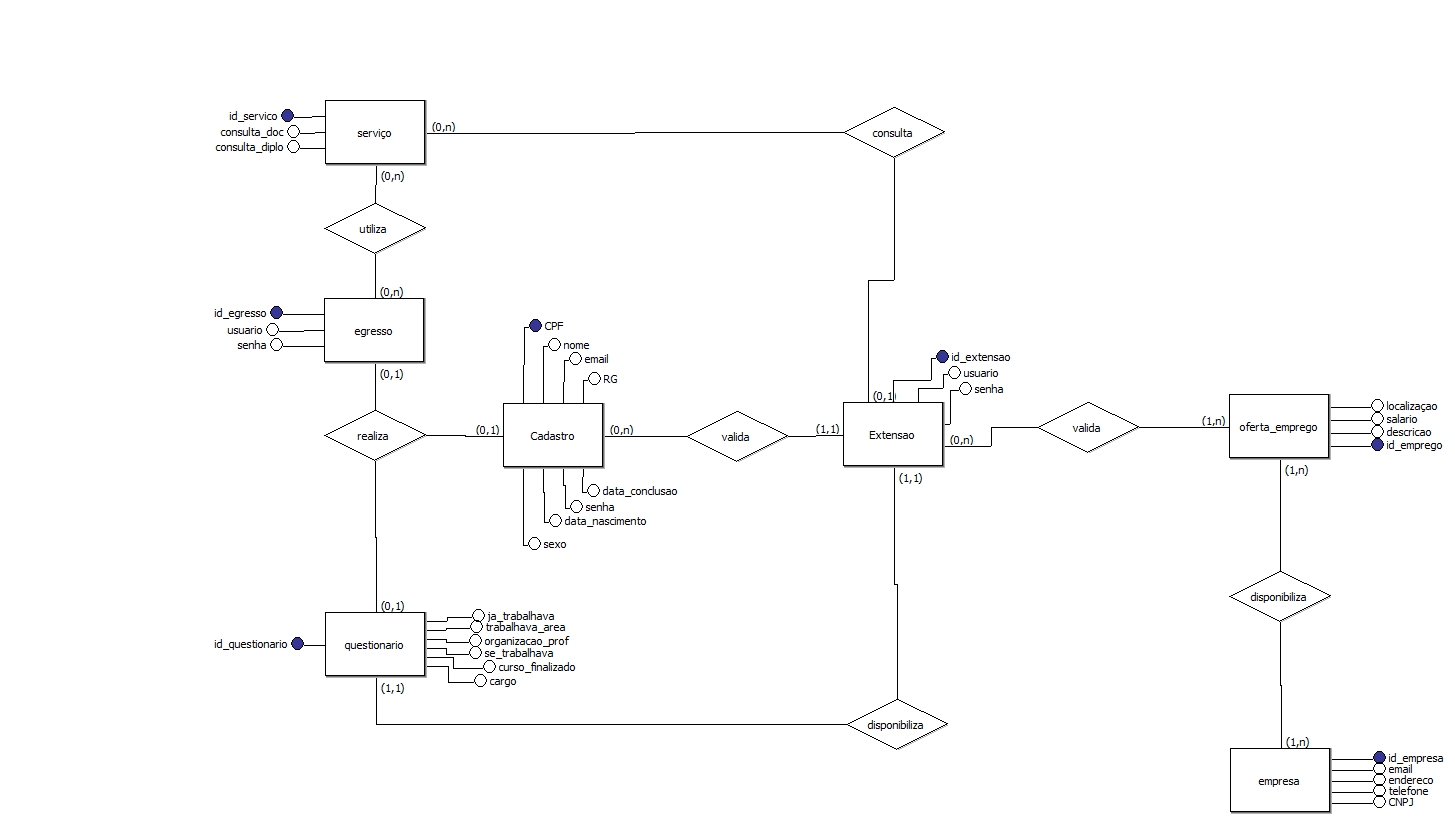 id_servico
consulta_doc
consulta_diplo
serviço
(0,n)
consulta
(0,n)
utiliza
(0,n)
id_egresso
usuario
senha
egresso
(0,1)
CPF
nome
email
RG
realiza
(0,1)
Cadastro
(0,n)
valida
(1,1)
(0,1)
id_extensao
usuario
senha
Extensao
(0,n)
(1,1)
valida
(1,n)
oferta_emprego
localizaçao
salario
descricao
id_emprego
(1,n)
data_conclusao
senha
data_nascimento
sexo
disponibiliza
(0,1)
id_questionario
questionario
ja_trabalhava
trabalhava_area
organizacao_prof
se_trabalhava
curso_finalizado
cargo
(1,1)
disponibiliza
(1,n)
empresa
id_empresa
email
endereco
telefone
CNPJ